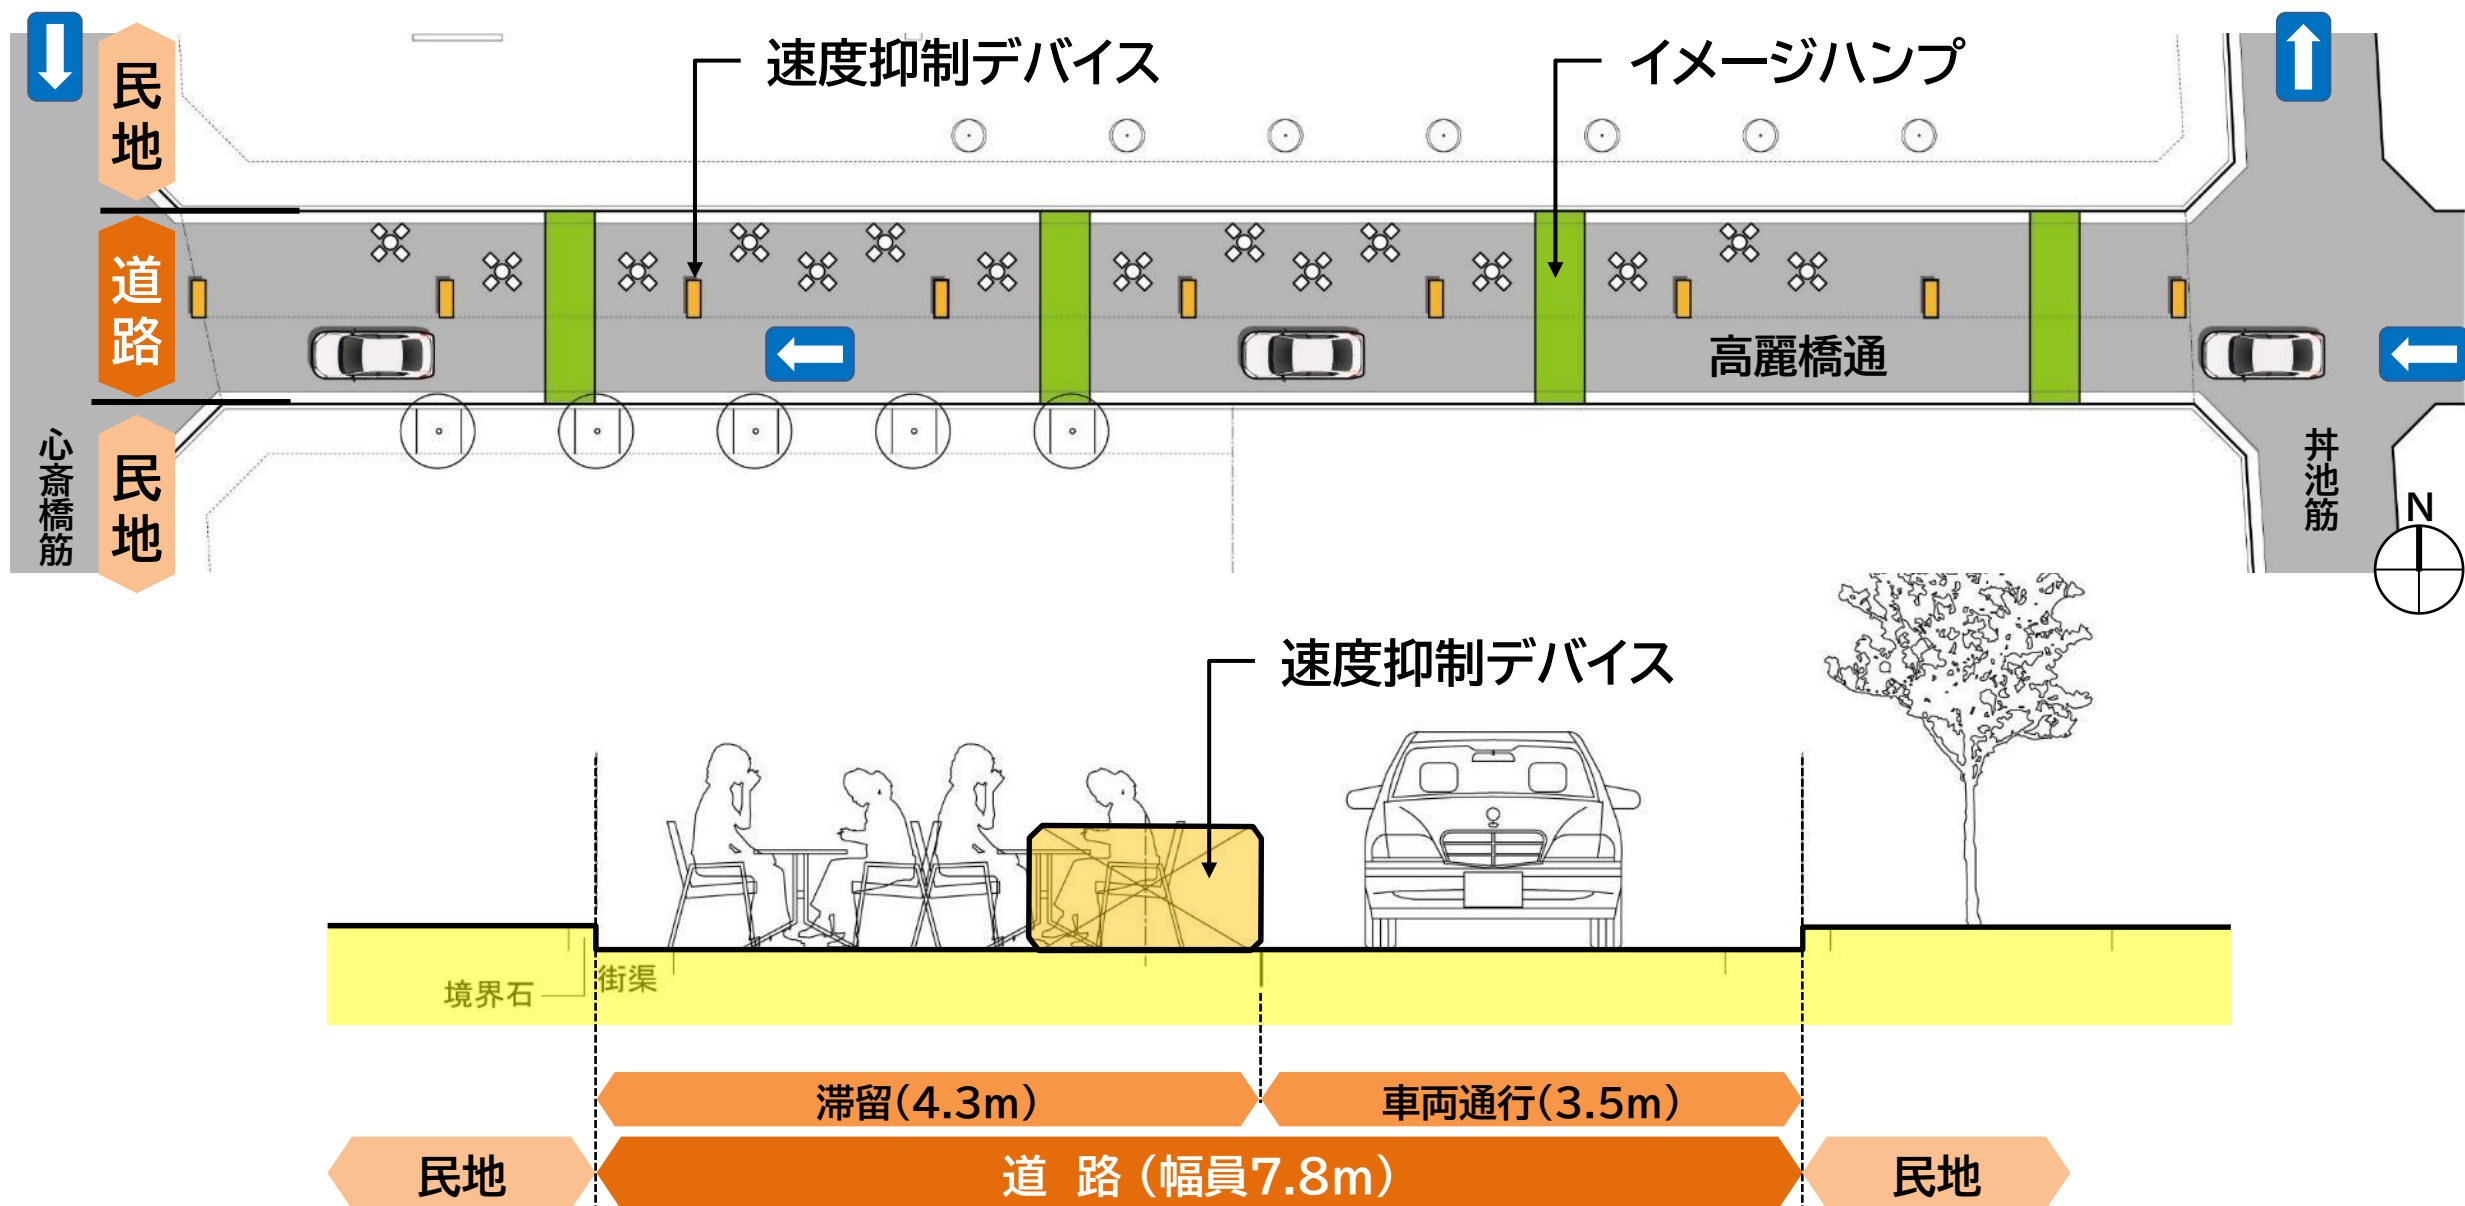 速度抑制デバイス
イメージハンプ
民地
道路
民地
高麗橋通
心斎橋筋
丼池筋
N
速度抑制デバイス
境界石
街渠
滞留(4.3m)
車両通行(3.5m)
民地
道 路 (幅員7.8m)
民地